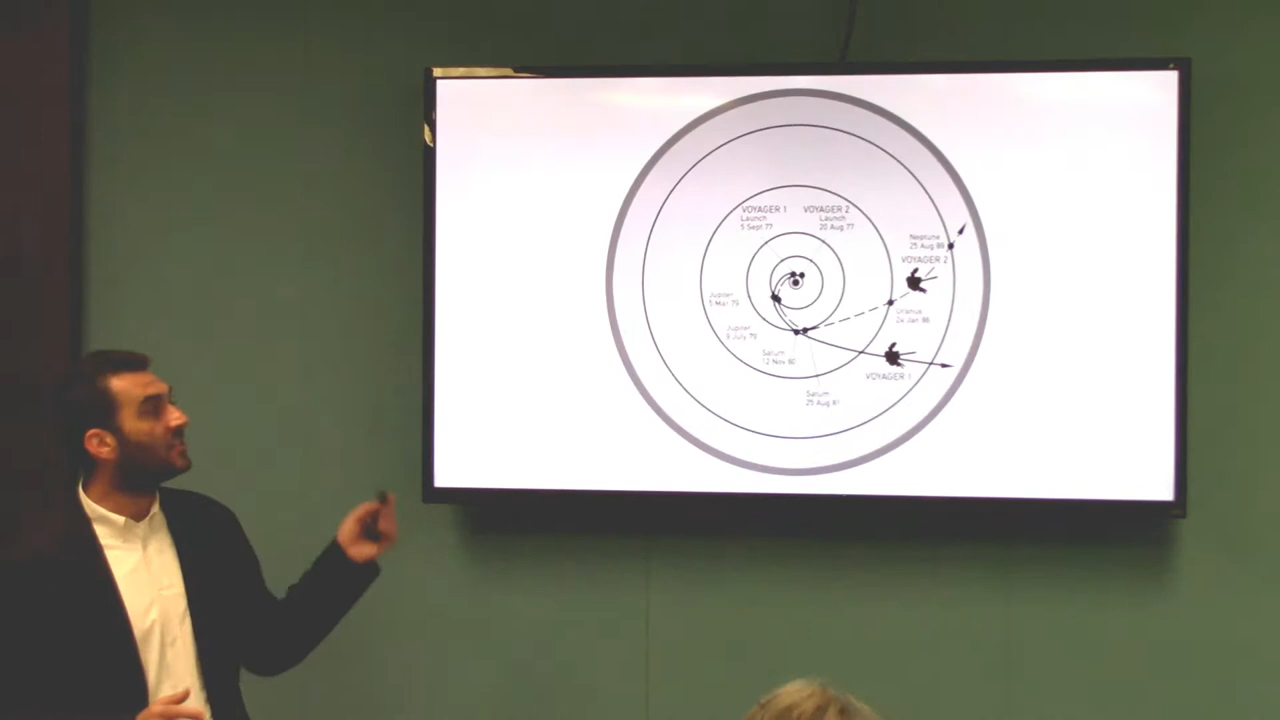 VOYAGER 1
Launch
5 Sept 77
VOYAGER 2
Launch
20 Aug 77
Neptune
25 Aug 89
VOYAGER 2
Jupiter
5 Mar 79
Uranus
24 Jan 86
Jupiter
9 July 79
Saturn
12 Nov 80
VOYAGER 1
Saturn
25 Aug 81